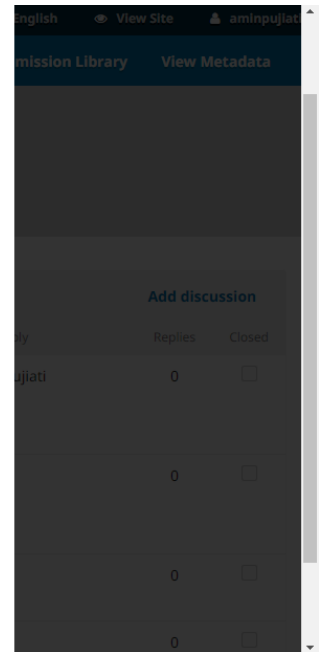 English View Site aminpujiati
mission Library View Metadata
Add discussion
ply Replies Closed
ujiati 0
0
0
0